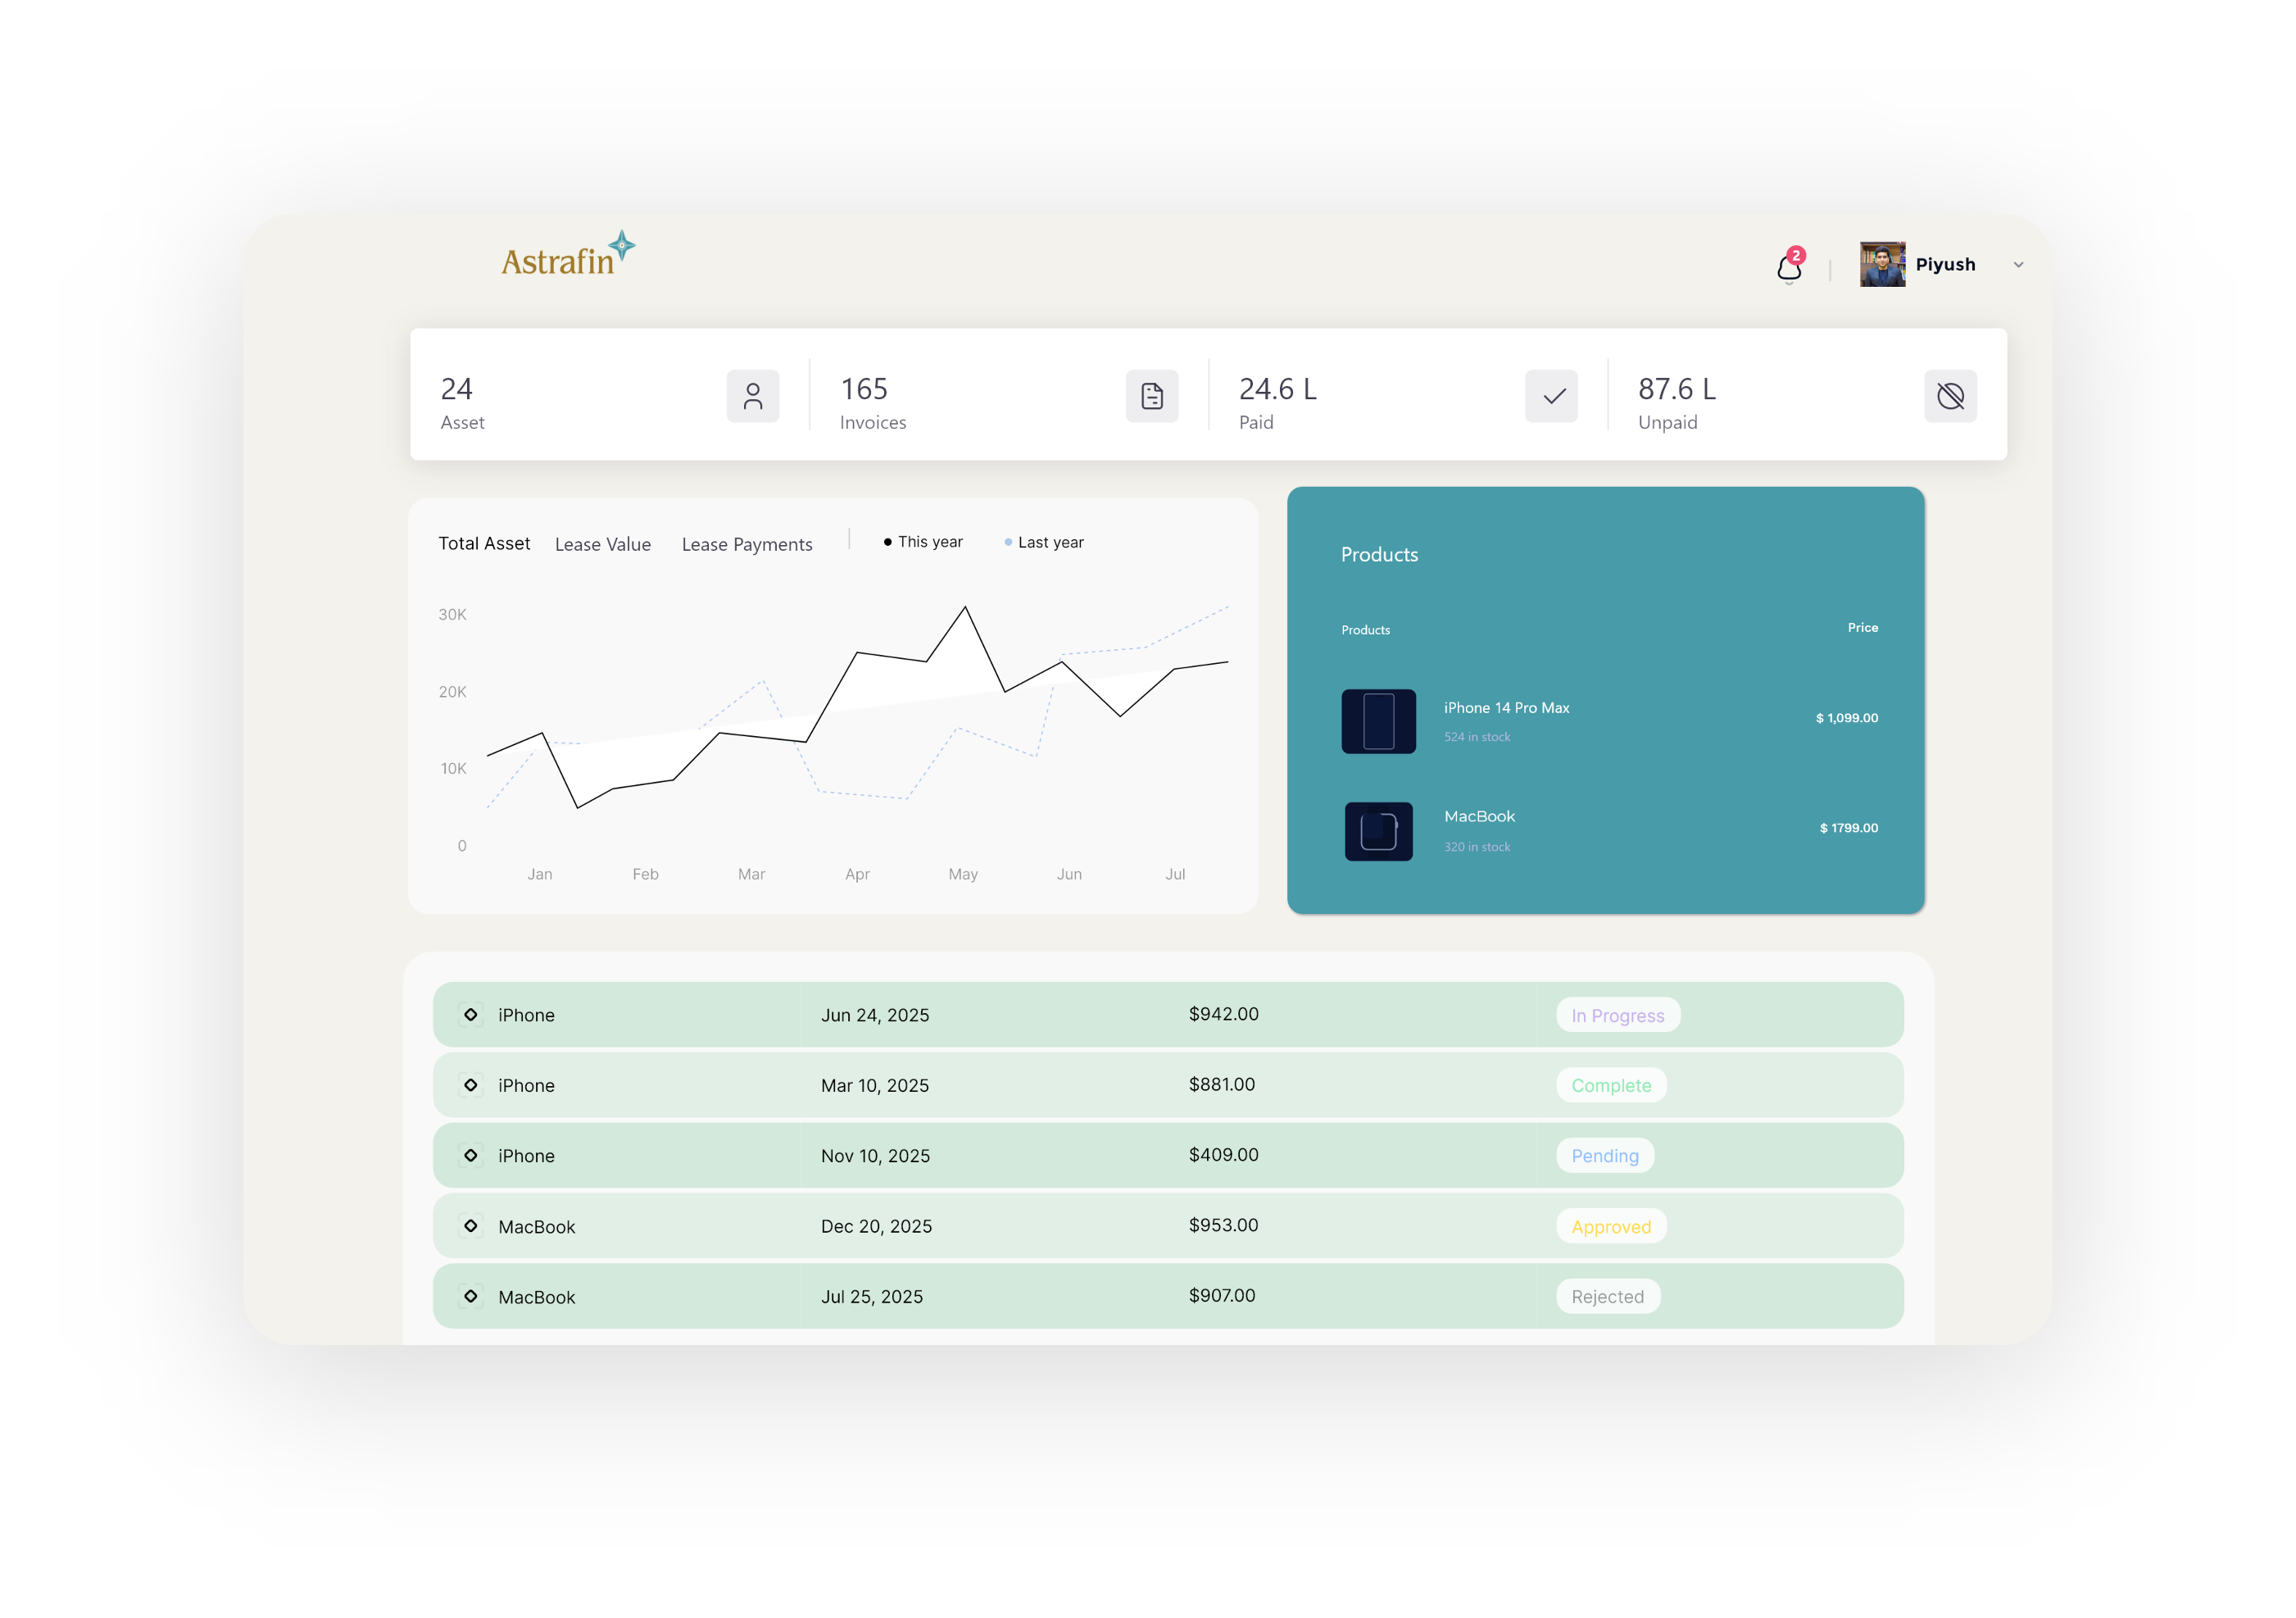 Astrafin
2
Piyush
24
Asset
165
Invoices
24.6 L
Paid
87.6 L
Unpaid
Total Asset Lease Value Lease Payments This year Last year
30K
20K
10K
0
Jan Feb Mar Apr May Jun Jul
Products
Products Price
iPhone 14 Pro Max
524 in stock
$ 1,099.00
MacBook
320 in stock
$ 1799.00
iPhone Jun 24, 2025 $942.00 In Progress
iPhone Mar 10, 2025 $881.00 Complete
iPhone Nov 10, 2025 $409.00 Pending
MacBook Dec 20, 2025 $953.00 Approved
MacBook Jul 25, 2025 $907.00 Rejected